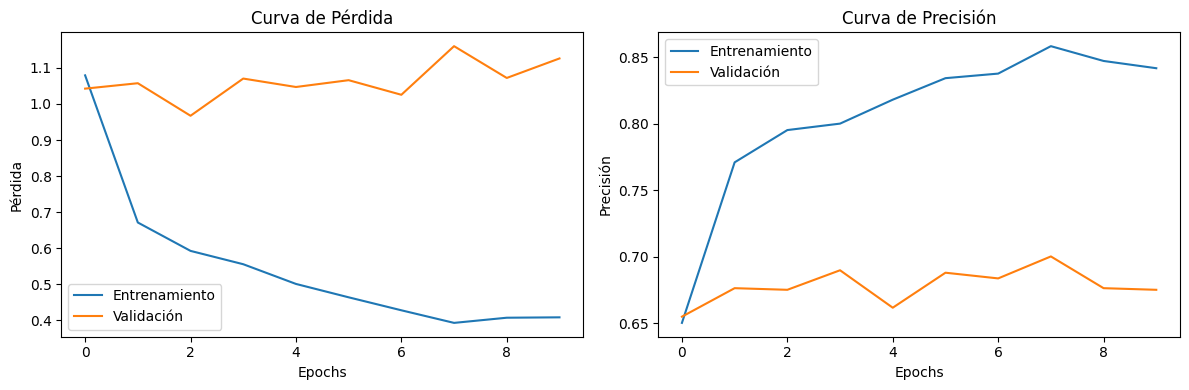 Curva de Pérdida
Pérdida
1.1
1.0
0.9
0.8
0.7
0.6
0.5
0.4
Entrenamiento
Validación
0 2 4 6 8
Epochs
Curva de Precisión
Precisión
Entrenamiento
Validación
0.85
0.80
0.75
0.70
0.65
0 2 4 6 8
Epochs